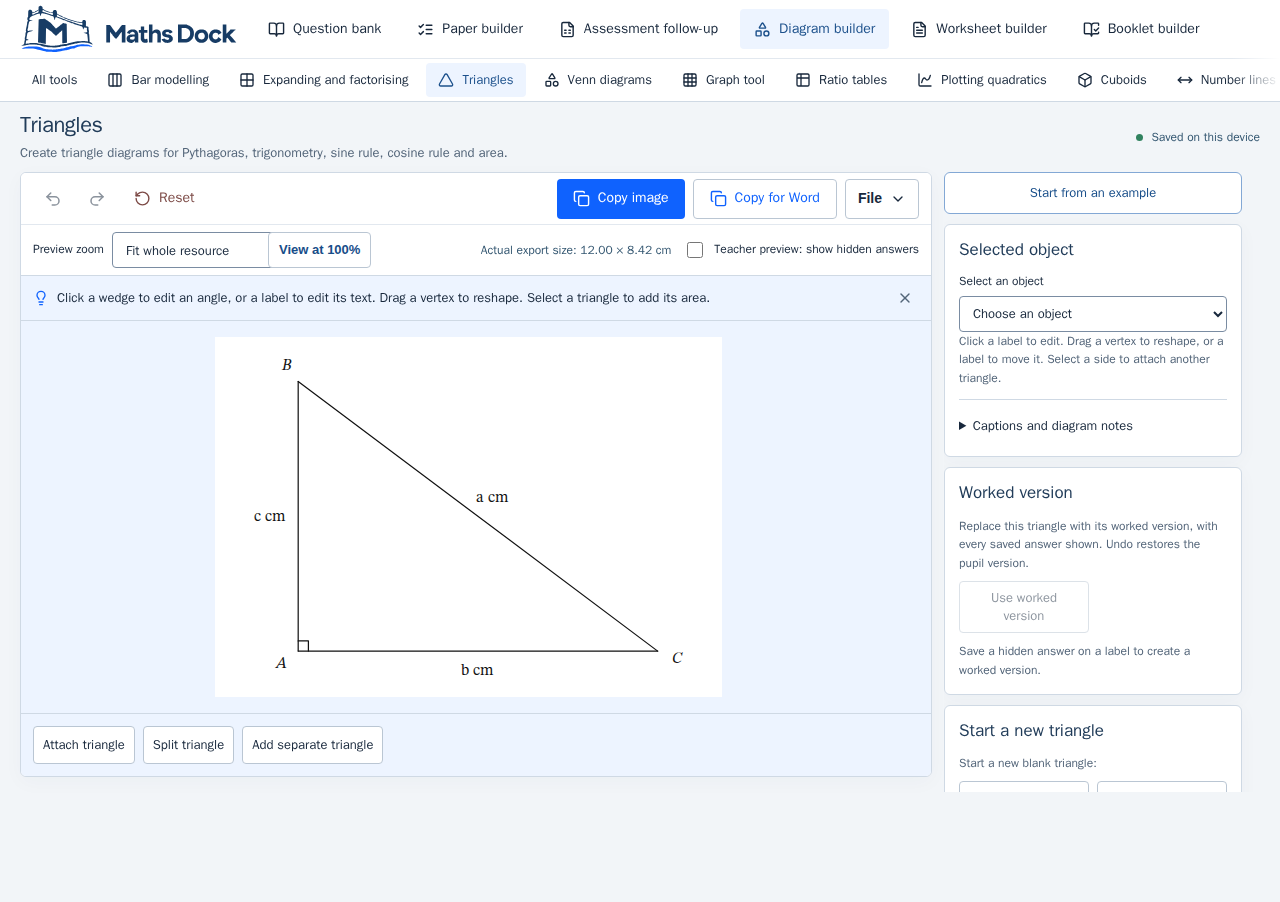 Maths Dock
Question bank
Paper builder
Assessment follow-up
Diagram builder
Worksheet builder
Booklet builder
All tools
Bar modelling
Expanding and factorising
Triangles
Venn diagrams
Graph tool
Ratio tables
Plotting quadratics
Cuboids
Number lines
Triangles
Create triangle diagrams for Pythagoras, trigonometry, sine rule, cosine rule and area.
Saved on this device
Reset
Copy image
Copy for Word
File
Preview zoom
Fit whole resource
View at 100%
Actual export size: 12.00 × 8.42 cm
Teacher preview: show hidden answers
Click a wedge to edit an angle, or a label to edit its text. Drag a vertex to reshape. Select a triangle to add its area.
B
a cm
c cm
A
b cm
C
Attach triangle
Split triangle
Add separate triangle
Start from an example
Selected object
Select an object
Choose an object
Click a label to edit. Drag a vertex to reshape, or a
label to move it. Select a side to attach another
triangle.
Captions and diagram notes
Worked version
Replace this triangle with its worked version, with
every saved answer shown. Undo restores the
pupil version.
Use worked
version
Save a hidden answer on a label to create a
worked version.
Start a new triangle
Start a new blank triangle: